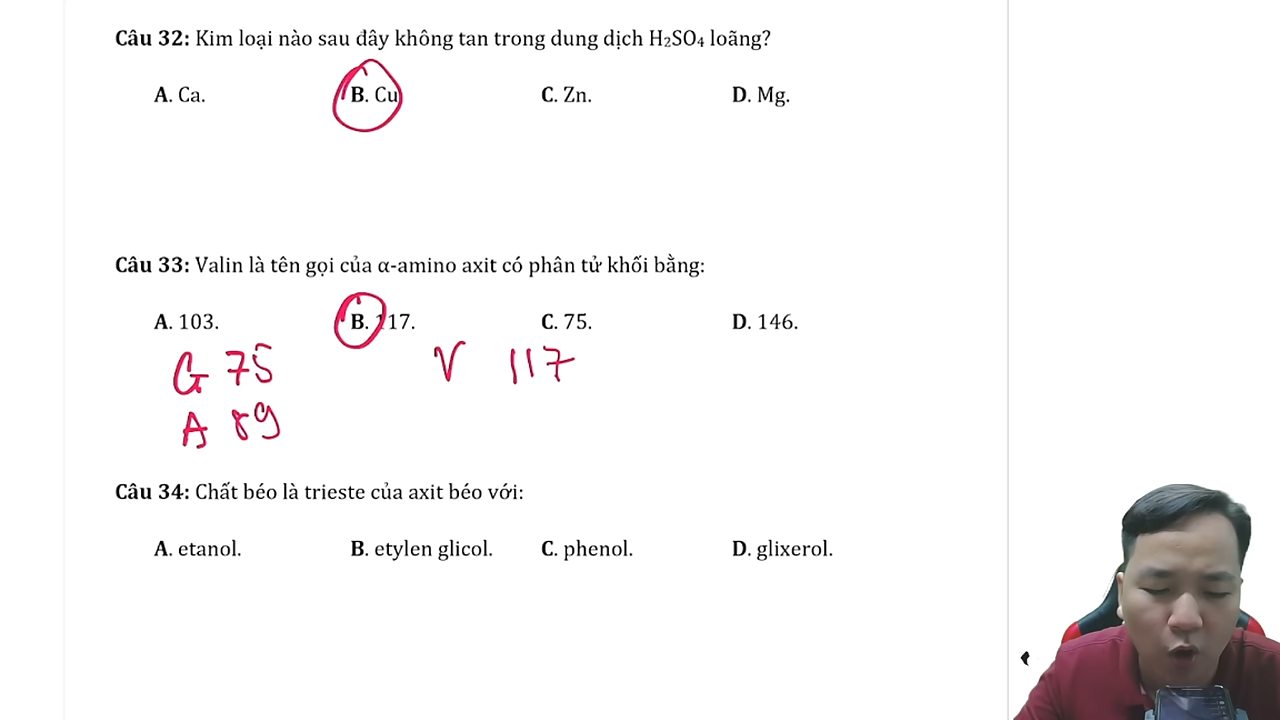 Câu 32: Kim loại nào sau đây không tan trong dung dịch H₂SO₄ loãng?
A. Ca. B. Cu C. Zn. D. Mg.
Câu 33: Valin là tên gọi của α-amino axit có phân tử khối bằng:
A. 103. B. 117. C. 75. D. 146.
G 75 V 117
A 89
Câu 34: Chất béo là trieste của axit béo với:
A. etanol. B. etylen glicol. C. phenol. D. glixerol.